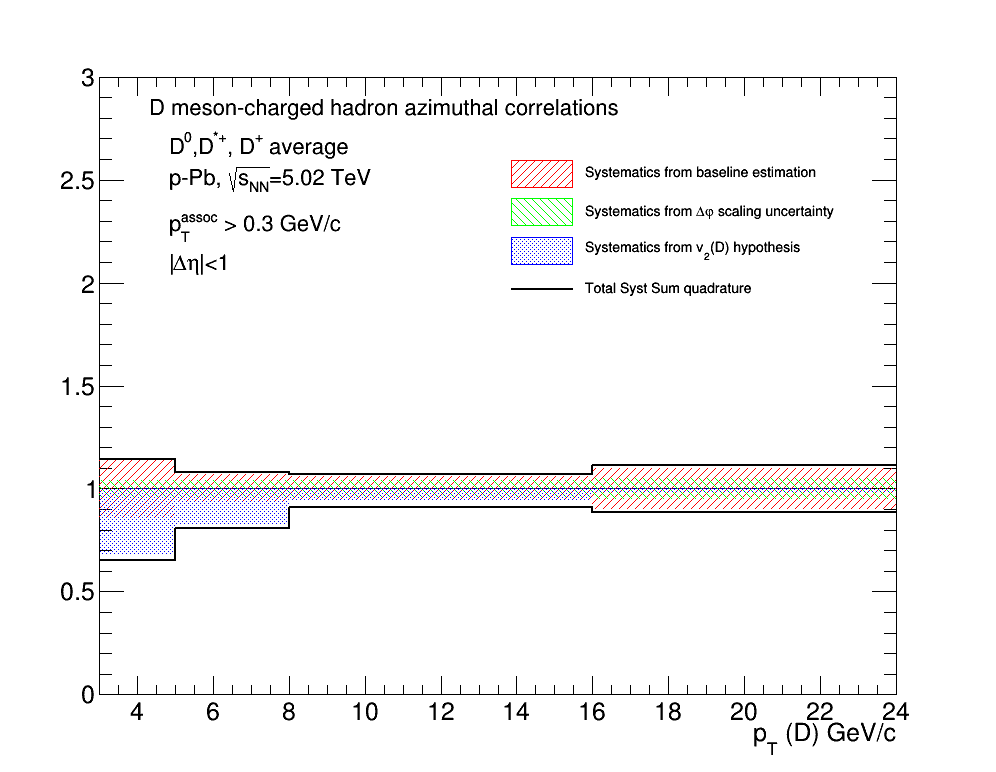 D meson-charged hadron azimuthal correlations
D⁰,D*⁺, D⁺ average
p-Pb, √sNN=5.02 TeV
pTassoc > 0.3 GeV/c
|Δη|<1
Systematics from baseline estimation
Systematics from Δφ scaling uncertainty
Systematics from v₂(D) hypothesis
Total Syst Sum quadrature
3
2.5
2
1.5
1
0.5
0
4 6 8 10 12 14 16 18 20 22 24
pT (D) GeV/c